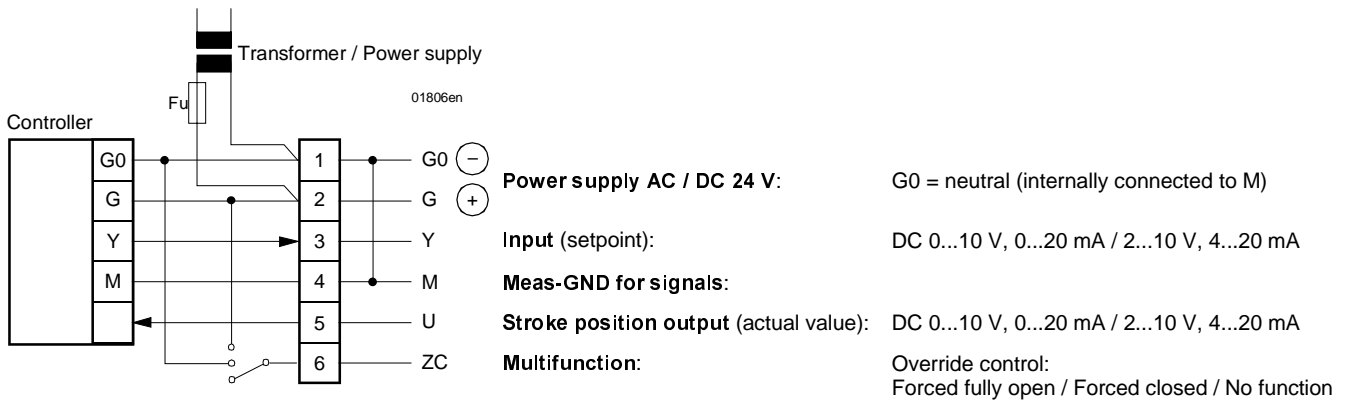 Transformer / Power supply
Fu
01806en
Controller
G0 1 G0 −
Power supply AC / DC 24 V: G0 = neutral (internally connected to M)
G 2 G +
Y 3 Y Input (setpoint): DC 0...10 V, 0...20 mA / 2...10 V, 4...20 mA
M 4 M Meas-GND for signals:
5 U Stroke position output (actual value): DC 0...10 V, 0...20 mA / 2...10 V, 4...20 mA
6 ZC Multifunction: Override control:
Forced fully open / Forced closed / No function